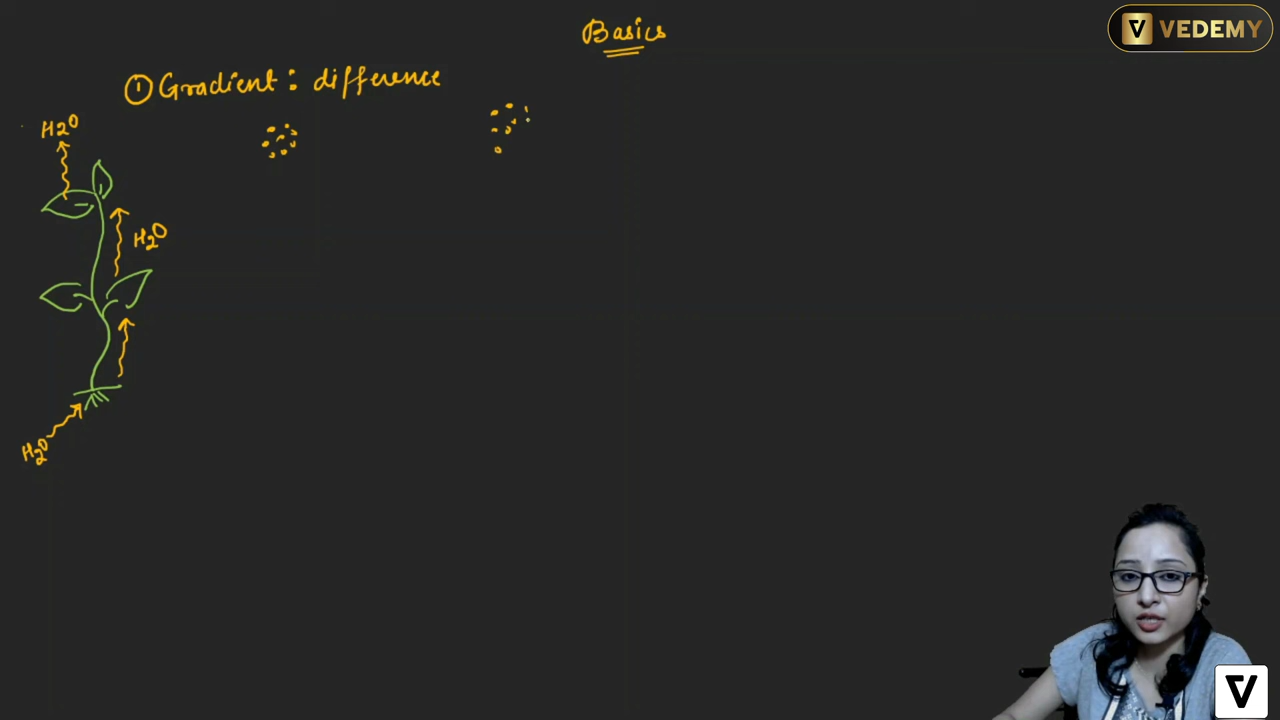 Basics
VEDEMY
① Gradient : difference
H2O
H2O
H2O